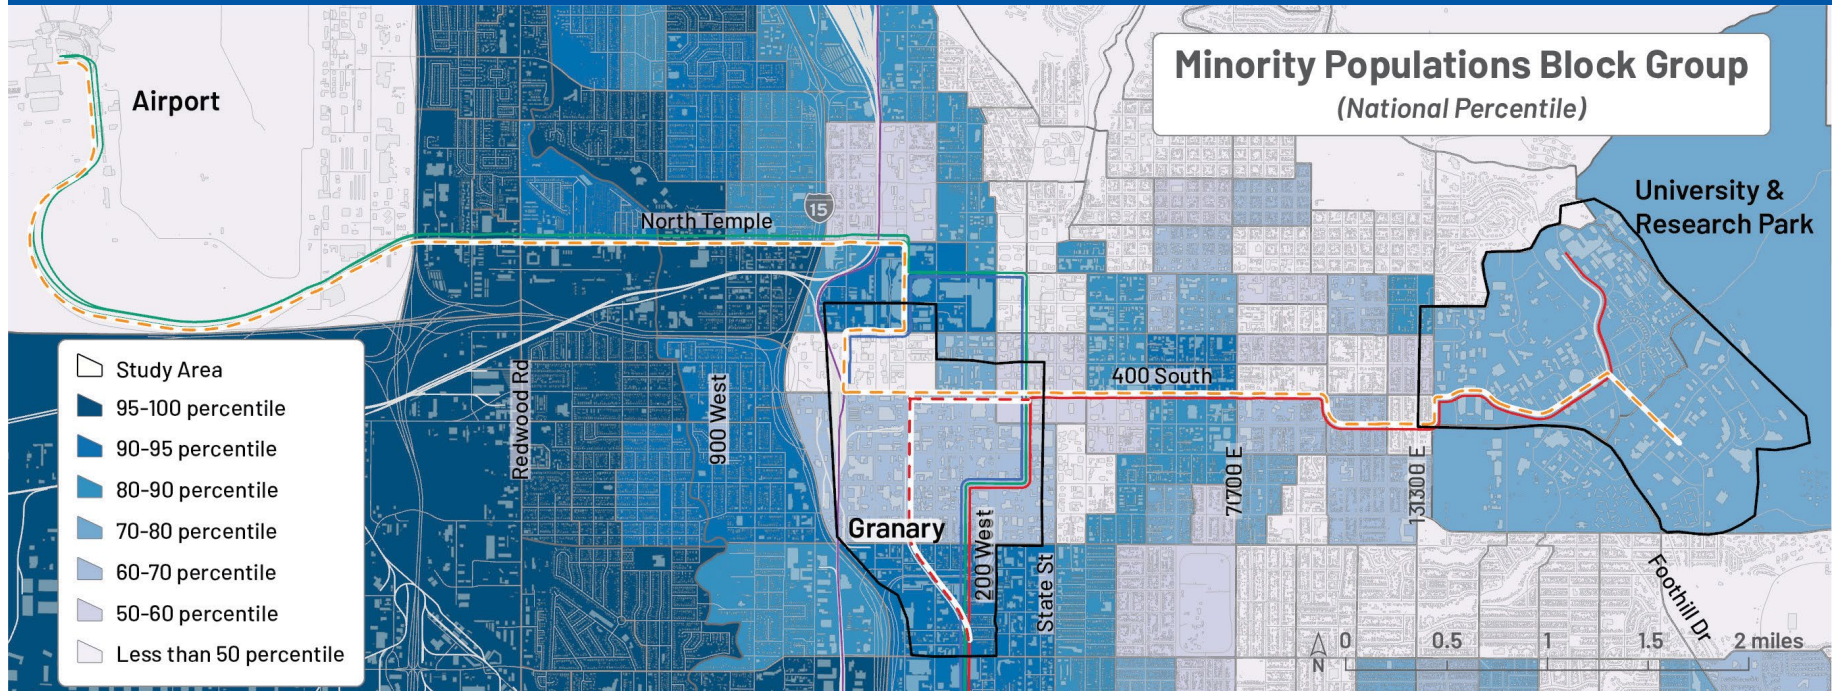 Minority Populations Block Group
(National Percentile)
Airport
University &
Research Park
15
North Temple
400 South
Redwood Rd
900 West
700 E
1300 E
Granary
200 West
State St
Foothill Dr
Study Area
95-100 percentile
90-95 percentile
80-90 percentile
70-80 percentile
60-70 percentile
50-60 percentile
Less than 50 percentile
0 0.5 1 1.5 2 miles
N